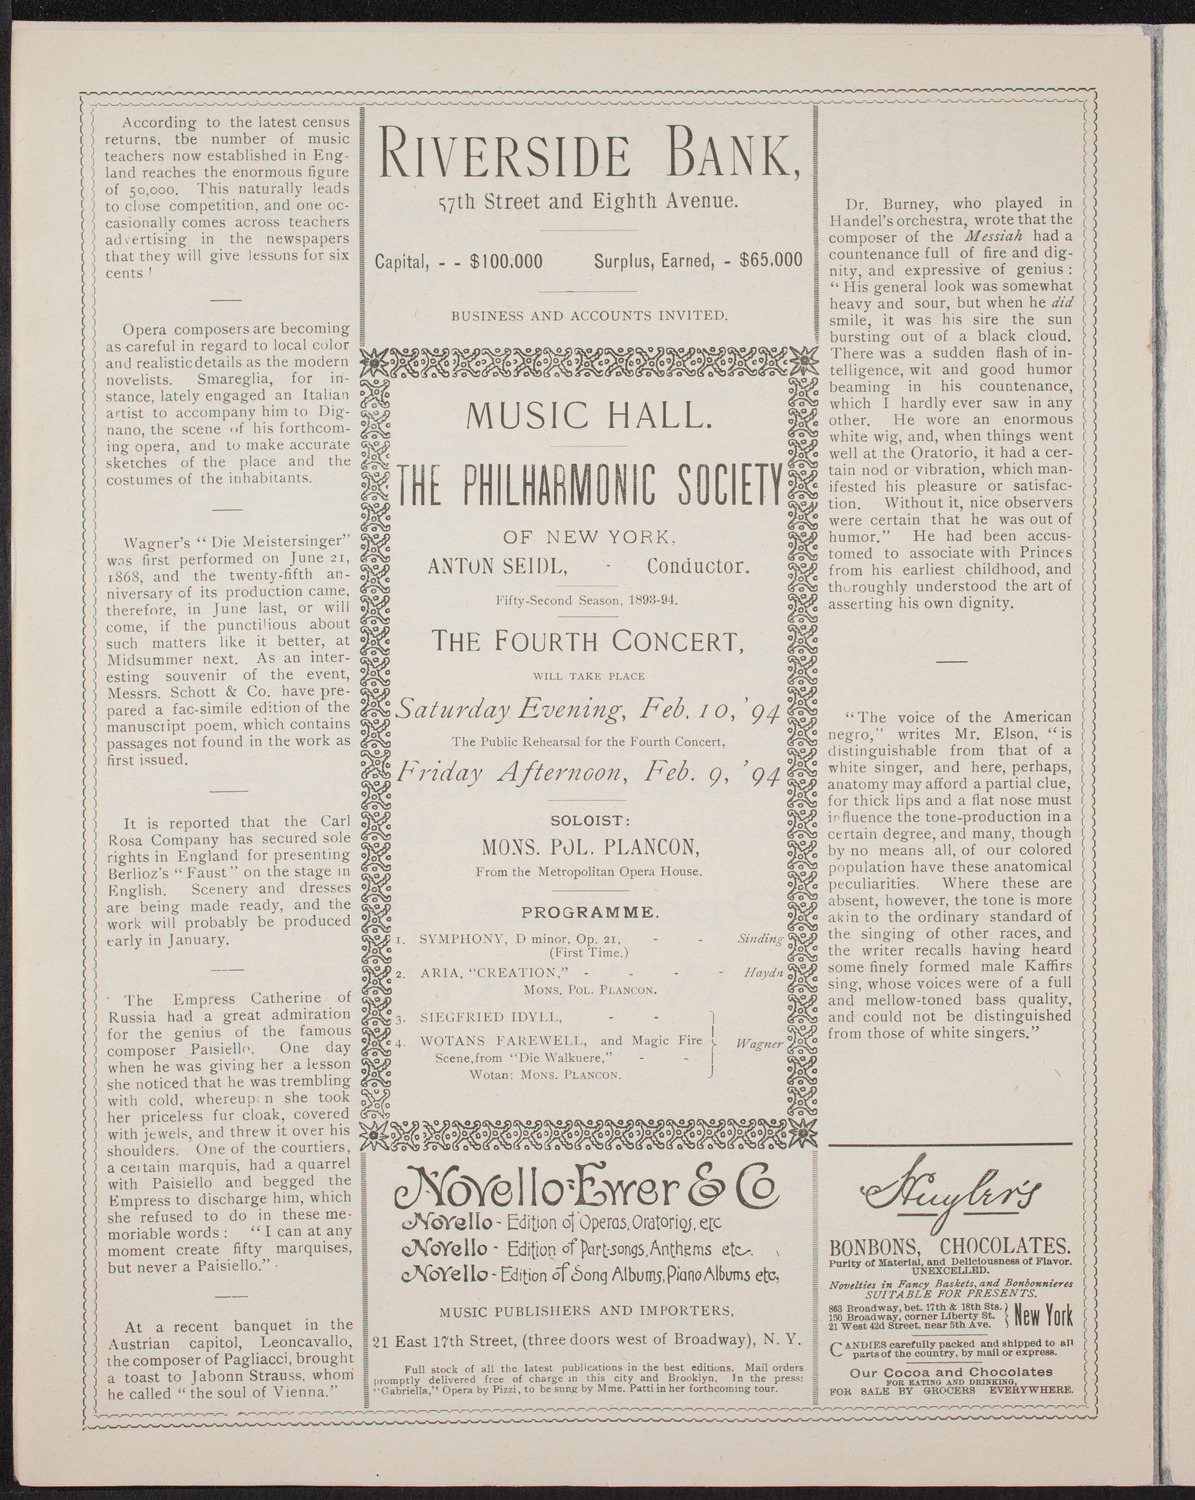 According to the latest census
returns, tbe number of music
teachers now established in Eng-
land reaches the enormous figure
of 50,000. This naturally leads
to close competition, and one oc-
casionally comes across teachers
advertising in the newspapers
that they will give lessons for six
cents !
Opera composers are becoming
as careful in regard to local color
and realistic details as the modern
novelists. Smareglia, for in-
stance, lately engaged an Italian
artist to accompany him to Dig-
nano, the scene of his forthcom-
ing opera, and to make accurate
sketches of the place and the
costumes of the inhabitants.
Wagner's “ Die Meistersinger”
was first performed on June 21,
1868, and the twenty-fifth an-
niversary of its production came,
therefore, in June last, or will
come, if the punctilious about
such matters like it better, at
Midsummer next. As an inter-
esting souvenir of the event,
Messrs. Schott & Co. have pre-
pared a fac-simile edition of the
manuscript poem, which contains
passages not found in the work as
first issued.
It is reported that the Carl
Rosa Company has secured sole
rights in England for presenting
Berlioz's “ Faust” on the stage in
English. Scenery and dresses
are being made ready, and the
work will probably be produced
early in January.
The Empress Catherine of
Russia had a great admiration
for the genius of the famous
composer Paisiello. One day
when he was giving her a lesson
she noticed that he was trembling
with cold, whereupon she took
her priceless fur cloak, covered
with jewels, and threw it over his
shoulders. One of the courtiers,
a certain marquis, had a quarrel
with Paisiello and begged the
Empress to discharge him, which
she refused to do in these me-
moriable words : “I can at any
moment create fifty marquises,
but never a Paisiello.”
At a recent banquet in the
Austrian capitol, Leoncavallo,
the composer of Pagliacci, brought
a toast to Jabonn Strauss, whom
he called “ the soul of Vienna.”
RIVERSIDE BANK,
57th Street and Eighth Avenue.
Capital, - - $100,000 Surplus, Earned, - $65,000
BUSINESS AND ACCOUNTS INVITED.
MUSIC HALL.
THE PHILHARMONIC SOCIETY
OF NEW YORK.
ANTON SEIDL, - Conductor.
Fifty-Second Season, 1893-94.
THE FOURTH CONCERT,
WILL TAKE PLACE
Saturday Evening, Feb. 10, '94
The Public Rehearsal for the Fourth Concert,
Friday Afternoon, Feb. 9, '94
SOLOIST:
MONS. POL. PLANCON,
From the Metropolitan Opera House.
PROGRAMME.
1. SYMPHONY, D minor, Op. 21, - - Sinding
(First Time.)
2. ARIA, “CREATION,” - - - - Haydn
MONS. POL. PLANCON.
3. SIEGFRIED IDYLL, - -
4. WOTANS FAREWELL, and Magic Fire Wagner
Scene, from “Die Walkuere,” - -
Wotan: MONS. PLANCON.
Novello·Ewer & Co
Novello - Edition of Operas, Oratorios, etc
Novello - Edition of Part-songs, Anthems etc.
Novello - Edition of Song Albums, Piano Albums etc.
MUSIC PUBLISHERS AND IMPORTERS,
21 East 17th Street, (three doors west of Broadway), N. Y.
Full stock of all the latest publications in the best editions. Mail orders
promptly delivered free of charge in this city and Brooklyn. In the press:
“Gabriella,” Opera by Pizzi, to be sung by Mme. Patti in her forthcoming tour.
Dr. Burney, who played in
Handel's orchestra, wrote that the
composer of the Messiah had a
countenance full of fire and dig-
nity, and expressive of genius :
“ His general look was somewhat
heavy and sour, but when he did
smile, it was his sire the sun
bursting out of a black cloud.
There was a sudden flash of in-
telligence, wit and good humor
beaming in his countenance,
which I hardly ever saw in any
other. He wore an enormous
white wig, and, when things went
well at the Oratorio, it had a cer-
tain nod or vibration, which man-
ifested his pleasure or satisfac-
tion. Without it, nice observers
were certain that he was out of
humor.” He had been accus-
tomed to associate with Princes
from his earliest childhood, and
thoroughly understood the art of
asserting his own dignity.
“The voice of the American
negro,” writes Mr. Elson, “is
distinguishable from that of a
white singer, and here, perhaps,
anatomy may afford a partial clue,
for thick lips and a flat nose must
influence the tone-production in a
certain degree, and many, though
by no means all, of our colored
population have these anatomical
peculiarities. Where these are
absent, however, the tone is more
akin to the ordinary standard of
the singing of other races, and
the writer recalls having heard
some finely formed male Kaffirs
sing, whose voices were of a full
and mellow-toned bass quality,
and could not be distinguished
from those of white singers.”
Huyler's
BONBONS, CHOCOLATES.
Purity of Material, and Deliciousness of Flavor.
UNEXCELLED.
Novelties in Fancy Baskets, and Bonbonnieres
SUITABLE FOR PRESENTS.
863 Broadway, bet. 17th & 18th Sts.
150 Broadway, corner Liberty St. New York
21 West 42d Street, near 5th Ave.
CANDIES carefully packed and shipped to all
parts of the country, by mail or express.
Our Cocoa and Chocolates
FOR EATING AND DRINKING,
FOR SALE BY GROCERS EVERYWHERE.